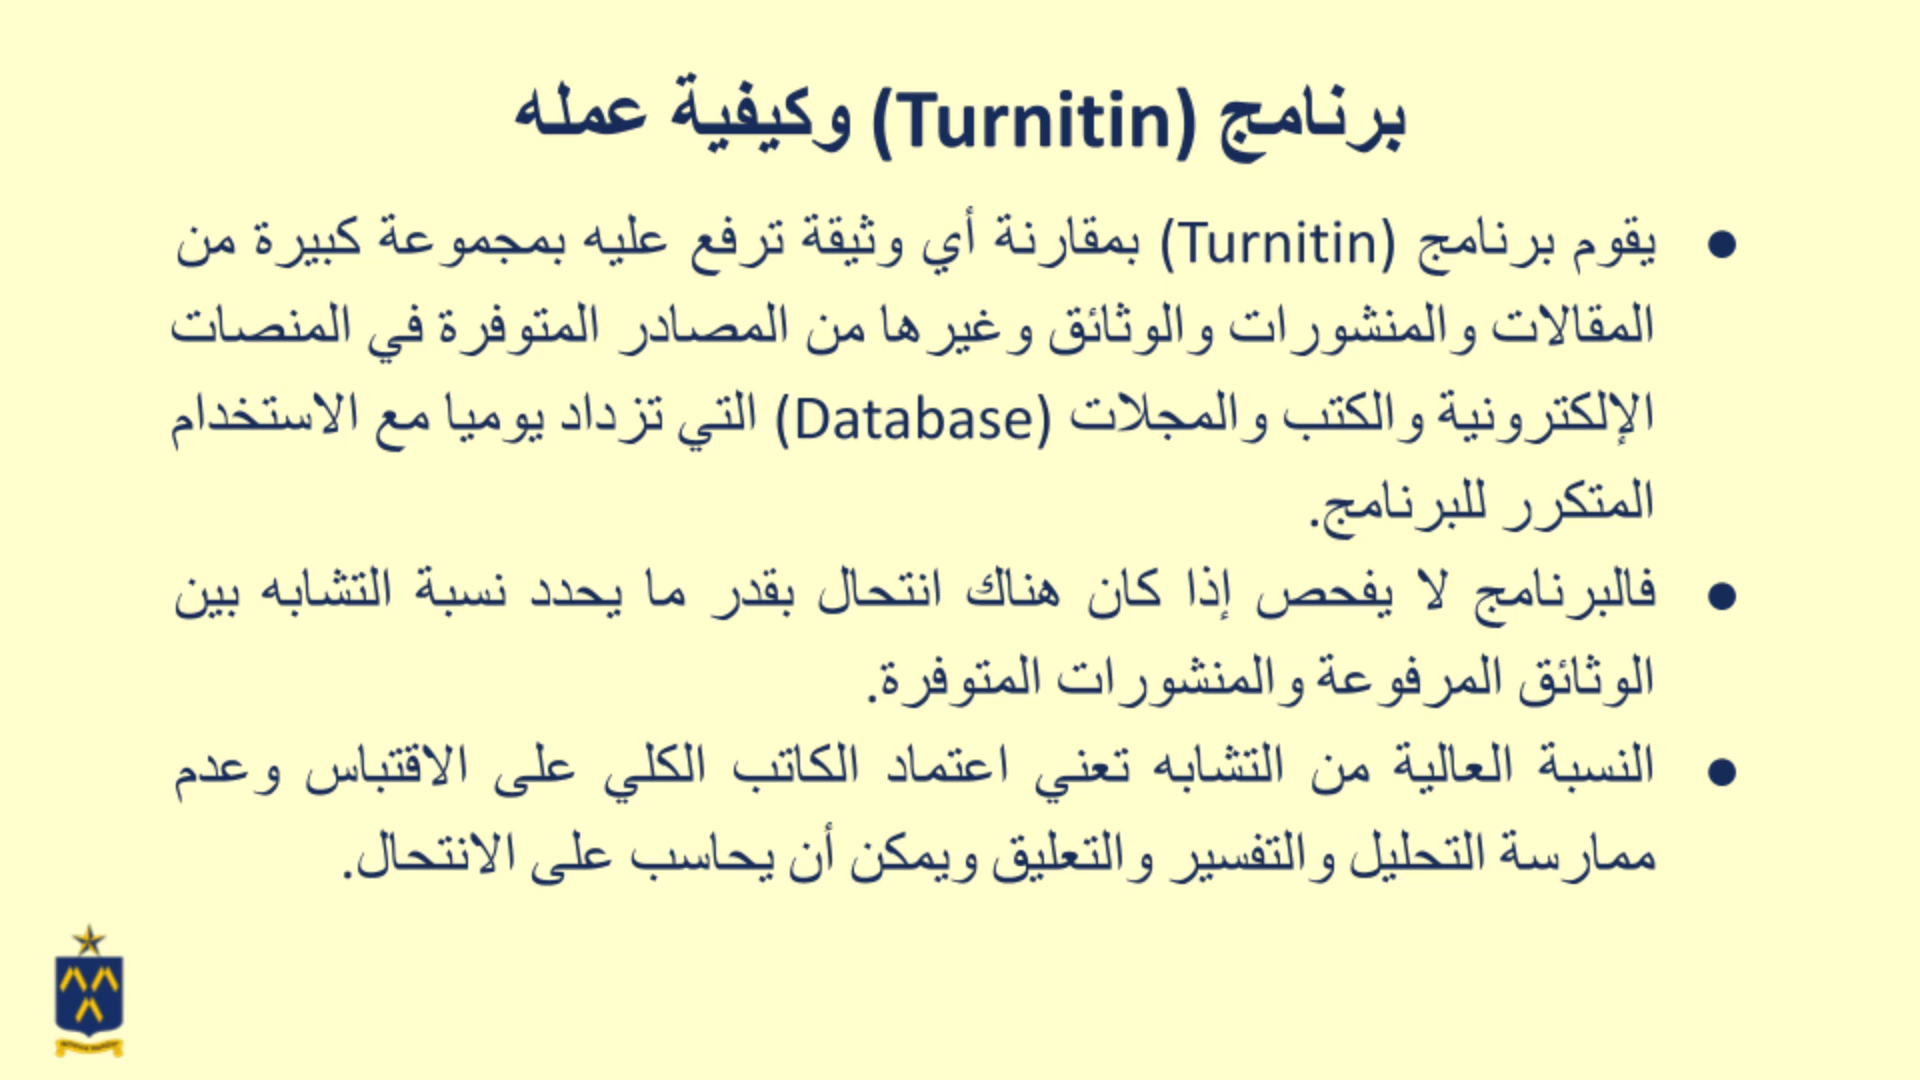 برنامج (Turnitin) وكيفية عمله
● يقوم برنامج (Turnitin) بمقارنة أي وثيقة ترفع عليه بمجموعة كبيرة من
المقالات والمنشورات والوثائق وغيرها من المصادر المتوفرة في المنصات
الإلكترونية والكتب والمجلات (Database) التي تزداد يوميا مع الاستخدام
المتكرر للبرنامج.
● فالبرنامج لا يفحص إذا كان هناك انتحال بقدر ما يحدد نسبة التشابه بين
الوثائق المرفوعة والمنشورات المتوفرة.
● النسبة العالية من التشابه تعني اعتماد الكاتب الكلي على الاقتباس وعدم
ممارسة التحليل والتفسير والتعليق ويمكن أن يحاسب على الانتحال.